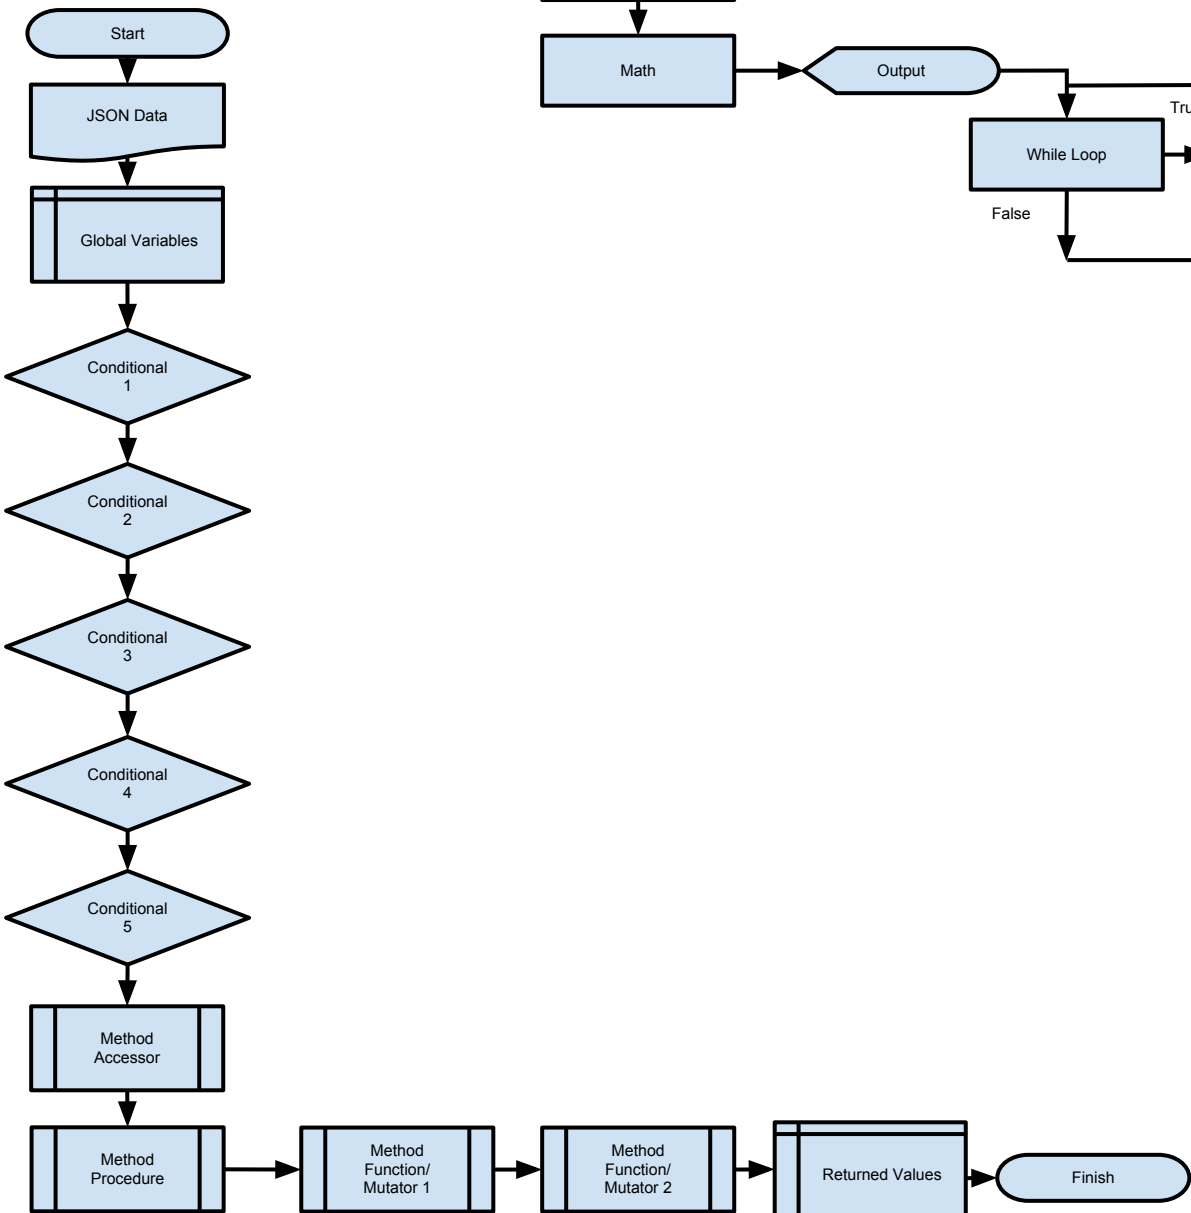 Start
JSON Data
Global Variables
Conditional
1
Conditional
2
Conditional
3
Conditional
4
Conditional
5
Method
Accessor
Method
Procedure
Method
Function/
Mutator 1
Method
Function/
Mutator 2
Returned Values
Finish
Math
Output
While Loop
False